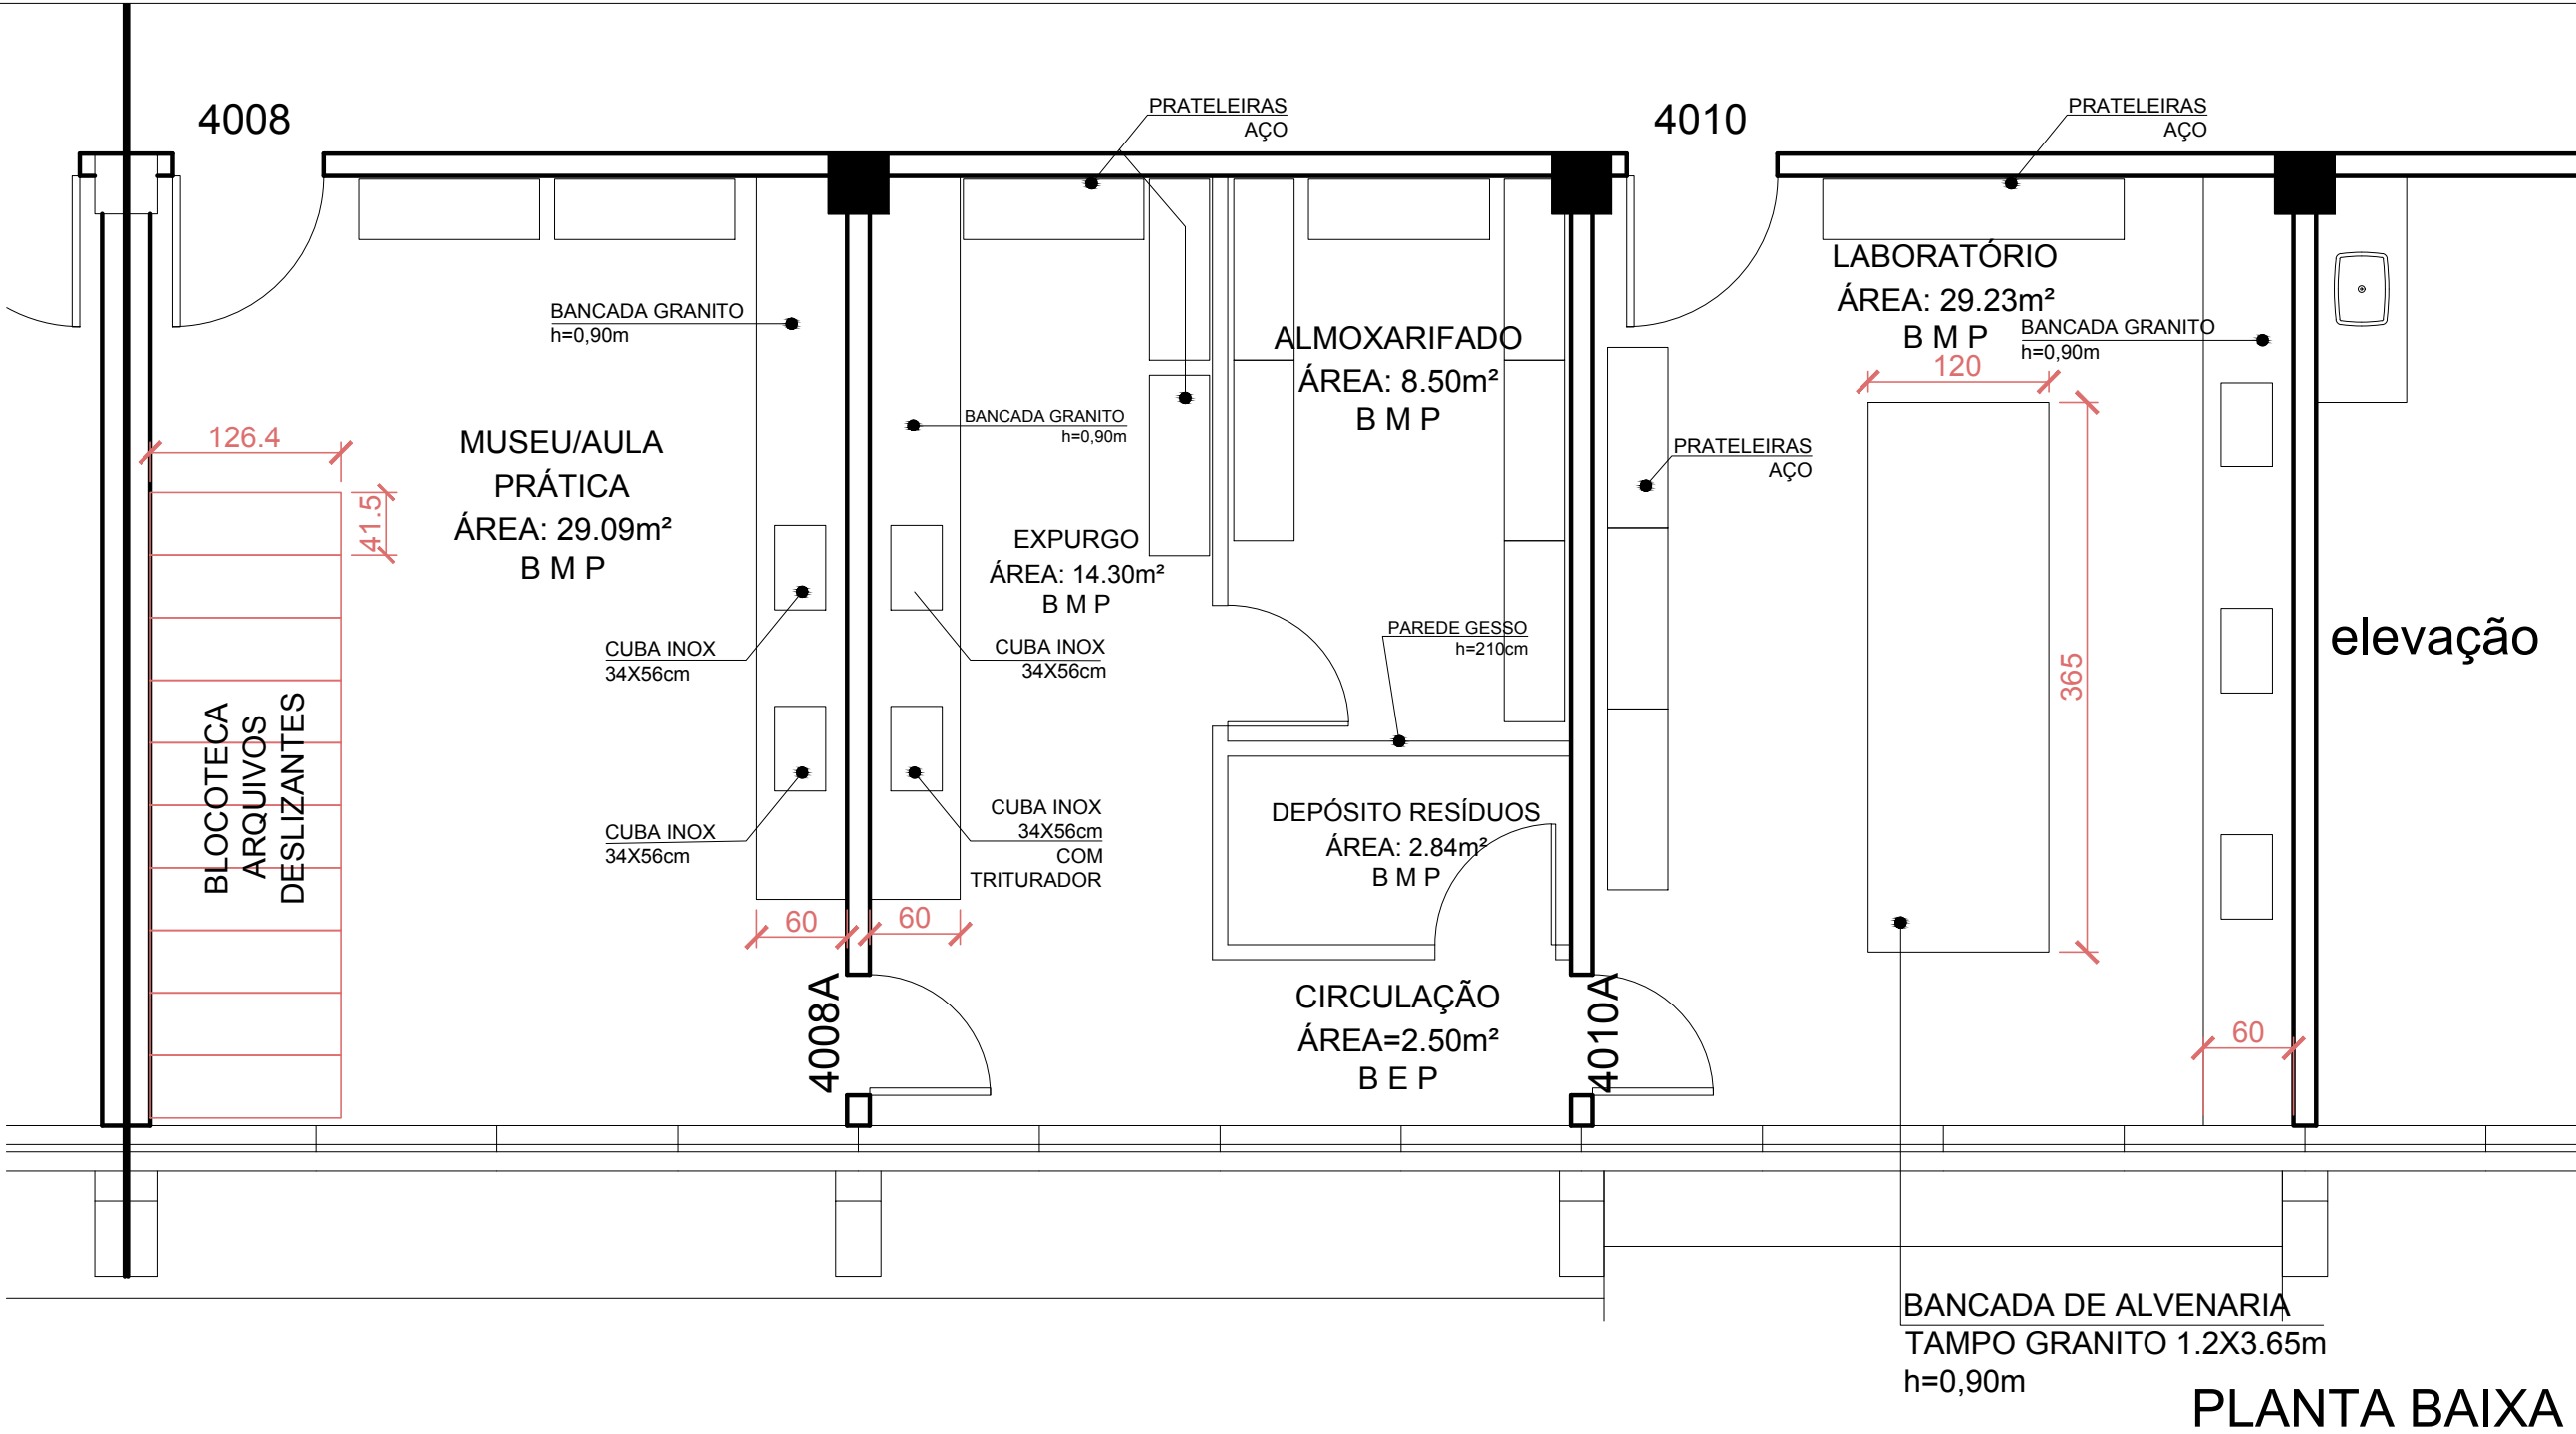 4008
PRATELEIRAS
AÇO
4010
PRATELEIRAS
AÇO
BANCADA GRANITO
h=0,90m
ALMOXARIFADO
ÁREA: 8.50m²
B M P
LABORATÓRIO
ÁREA: 29.23m²
B M P
BANCADA GRANITO
h=0,90m
120
126.4
41.5
MUSEU/AULA
PRÁTICA
ÁREA: 29.09m²
B M P
BANCADA GRANITO
h=0,90m
PRATELEIRAS
AÇO
EXPURGO
ÁREA: 14.30m²
B M P
CUBA INOX
34X56cm
CUBA INOX
34X56cm
PAREDE GESSO
h=210cm
365
elevação
BLOCOTECA
ARQUIVOS
DESLIZANTES
CUBA INOX
34X56cm
CUBA INOX
34X56cm
COM
TRITURADOR
DEPÓSITO RESÍDUOS
ÁREA: 2.84m²
B M P
60
60
4008A
CIRCULAÇÃO
ÁREA=2.50m²
B E P
4010A
60
BANCADA DE ALVENARIA
TAMPO GRANITO 1.2X3.65m
h=0,90m
PLANTA BAIXA